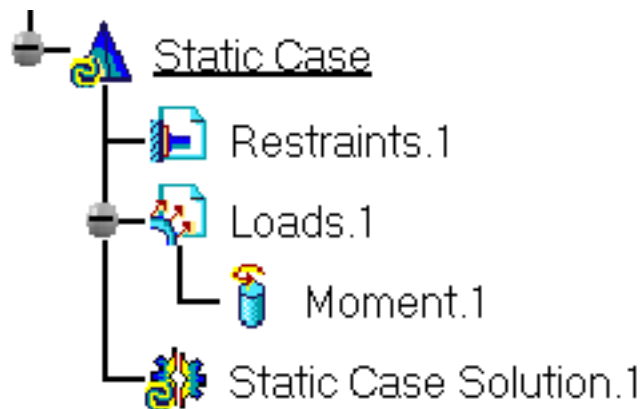 Static Case
Restraints.1
Loads.1
Moment.1
Static Case Solution.1